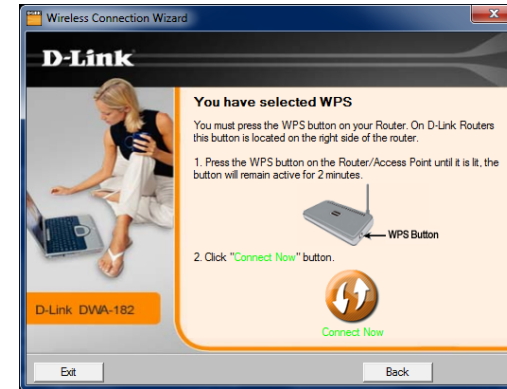 Wireless Connection Wizard
D-Link
You have selected WPS
You must press the WPS button on your Router. On D-Link Routers
this button is located on the right side of the router.
1. Press the WPS button on the Router/Access Point until it is lit, the
button will remain active for 2 minutes.
WPS Button
2. Click "Connect Now" button.
D-Link DWA-182
Connect Now
Exit
Back